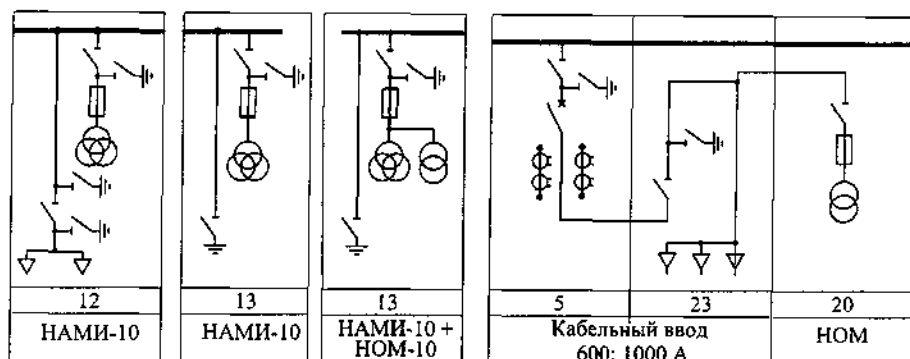 12
НАМИ-10
13
НАМИ-10
13
НАМИ-10 +
НОМ-10
5
23
20
Кабельный ввод
600; 1000 А
НОМ